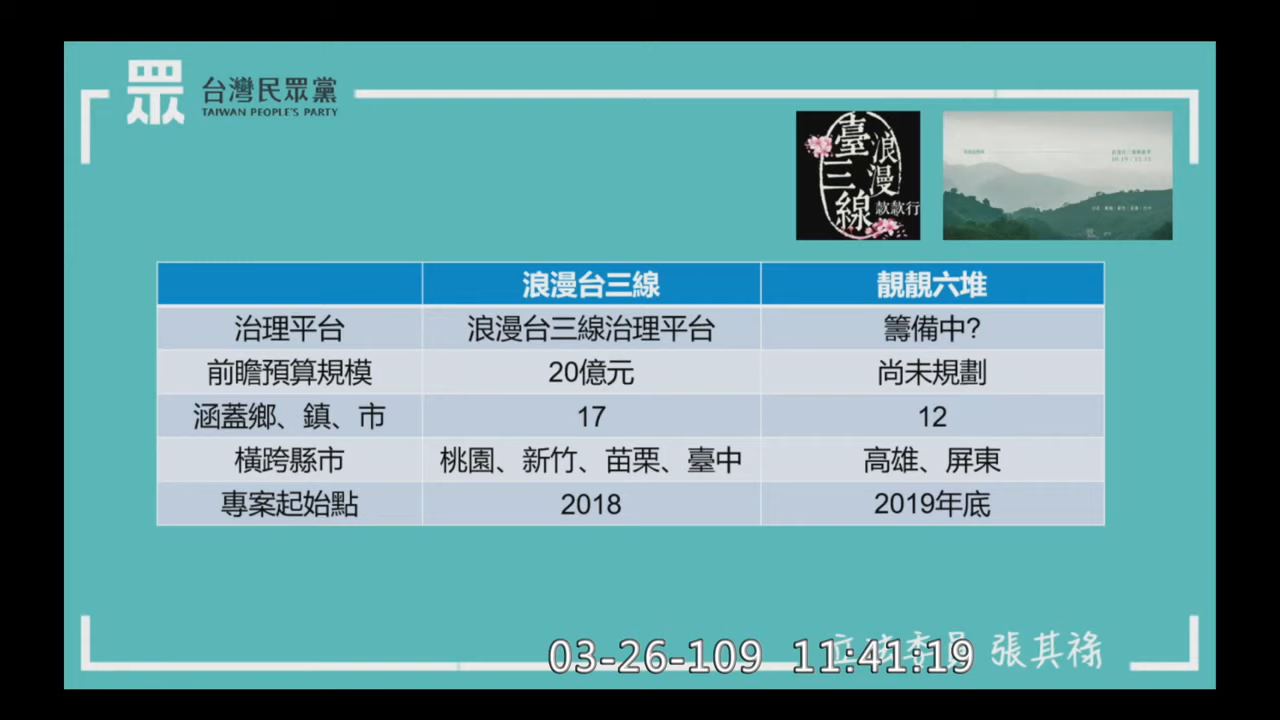 眾 台灣民眾黨
TAIWAN PEOPLE'S PARTY
浪漫
臺三線
款款行
浪漫台三線 靚靚六堆
治理平台 浪漫台三線治理平台 籌備中?
前瞻預算規模 20億元 尚未規劃
涵蓋鄉、鎮、市 17 12
橫跨縣市 桃園、新竹、苗栗、臺中 高雄、屏東
專案起始點 2018 2019年底
立法委員 張其祿
03-26-109 11:41:19